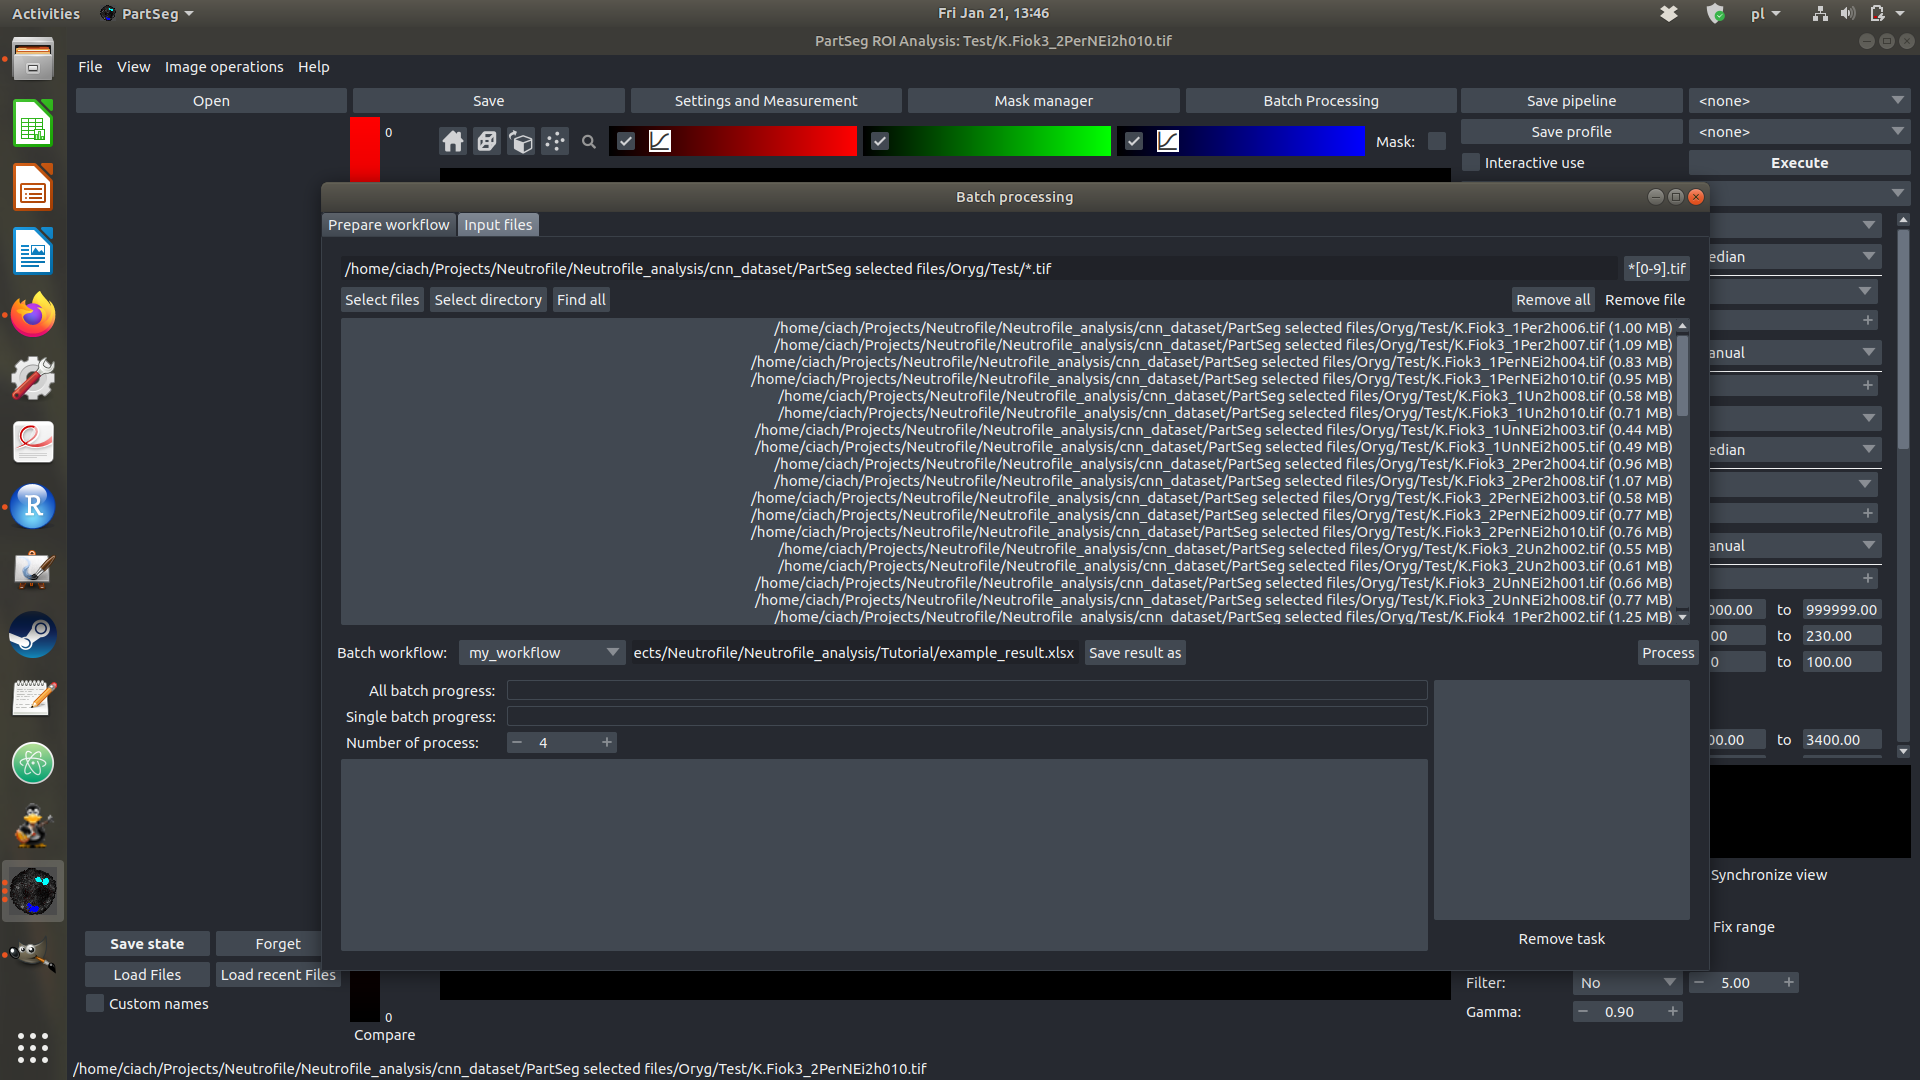 Activities PartSeg Fri Jan 21, 13:46 pl
PartSeg ROI Analysis: Test/K.Fiok3_2PerNEi2h010.tif
File View Image operations Help
Open Save Settings and Measurement Mask manager Batch Processing Save pipeline <none>
0 Mask: Save profile <none>
Interactive use Execute
Batch processing
Prepare workflow Input files
/home/ciach/Projects/Neutrofile/Neutrofile_analysis/cnn_dataset/PartSeg selected files/Oryg/Test/*.tif *[0-9].tif
Select files Select directory Find all Remove all Remove file
/home/ciach/Projects/Neutrofile/Neutrofile_analysis/cnn_dataset/PartSeg selected files/Oryg/Test/K.Fiok3_1Per2h006.tif (1.00 MB)
/home/ciach/Projects/Neutrofile/Neutrofile_analysis/cnn_dataset/PartSeg selected files/Oryg/Test/K.Fiok3_1Per2h007.tif (1.09 MB)
/home/ciach/Projects/Neutrofile/Neutrofile_analysis/cnn_dataset/PartSeg selected files/Oryg/Test/K.Fiok3_1PerNEi2h004.tif (0.83 MB)
/home/ciach/Projects/Neutrofile/Neutrofile_analysis/cnn_dataset/PartSeg selected files/Oryg/Test/K.Fiok3_1PerNEi2h010.tif (0.95 MB)
/home/ciach/Projects/Neutrofile/Neutrofile_analysis/cnn_dataset/PartSeg selected files/Oryg/Test/K.Fiok3_1Un2h008.tif (0.58 MB)
/home/ciach/Projects/Neutrofile/Neutrofile_analysis/cnn_dataset/PartSeg selected files/Oryg/Test/K.Fiok3_1Un2h010.tif (0.71 MB)
/home/ciach/Projects/Neutrofile/Neutrofile_analysis/cnn_dataset/PartSeg selected files/Oryg/Test/K.Fiok3_1UnNEi2h003.tif (0.44 MB)
/home/ciach/Projects/Neutrofile/Neutrofile_analysis/cnn_dataset/PartSeg selected files/Oryg/Test/K.Fiok3_1UnNEi2h005.tif (0.49 MB)
/home/ciach/Projects/Neutrofile/Neutrofile_analysis/cnn_dataset/PartSeg selected files/Oryg/Test/K.Fiok3_2Per2h004.tif (0.96 MB)
/home/ciach/Projects/Neutrofile/Neutrofile_analysis/cnn_dataset/PartSeg selected files/Oryg/Test/K.Fiok3_2Per2h008.tif (1.07 MB)
/home/ciach/Projects/Neutrofile/Neutrofile_analysis/cnn_dataset/PartSeg selected files/Oryg/Test/K.Fiok3_2PerNEi2h003.tif (0.58 MB)
/home/ciach/Projects/Neutrofile/Neutrofile_analysis/cnn_dataset/PartSeg selected files/Oryg/Test/K.Fiok3_2PerNEi2h009.tif (0.77 MB)
/home/ciach/Projects/Neutrofile/Neutrofile_analysis/cnn_dataset/PartSeg selected files/Oryg/Test/K.Fiok3_2PerNEi2h010.tif (0.76 MB)
/home/ciach/Projects/Neutrofile/Neutrofile_analysis/cnn_dataset/PartSeg selected files/Oryg/Test/K.Fiok3_2Un2h002.tif (0.55 MB)
/home/ciach/Projects/Neutrofile/Neutrofile_analysis/cnn_dataset/PartSeg selected files/Oryg/Test/K.Fiok3_2Un2h003.tif (0.61 MB)
/home/ciach/Projects/Neutrofile/Neutrofile_analysis/cnn_dataset/PartSeg selected files/Oryg/Test/K.Fiok3_2UnNEi2h001.tif (0.66 MB)
/home/ciach/Projects/Neutrofile/Neutrofile_analysis/cnn_dataset/PartSeg selected files/Oryg/Test/K.Fiok3_2UnNEi2h008.tif (0.77 MB)
/home/ciach/Projects/Neutrofile/Neutrofile_analysis/cnn_dataset/PartSeg selected files/Oryg/Test/K.Fiok4_1Per2h002.tif (1.25 MB)
Batch workflow: my_workflow ects/Neutrofile/Neutrofile_analysis/Tutorial/example_result.xlsx Save result as Process
All batch progress:
Single batch progress:
Number of process: − 4 +
Remove task
edian
anual
edian
anual
000.00 to 999999.00
00 to 230.00
0 to 100.00
00.00 to 3400.00
Synchronize view
Fix range
Filter: No − 5.00 +
Gamma: − 0.90 +
Save state Forget
Load Files Load recent Files
Custom names
0
Compare
/home/ciach/Projects/Neutrofile/Neutrofile_analysis/cnn_dataset/PartSeg selected files/Oryg/Test/K.Fiok3_2PerNEi2h010.tif